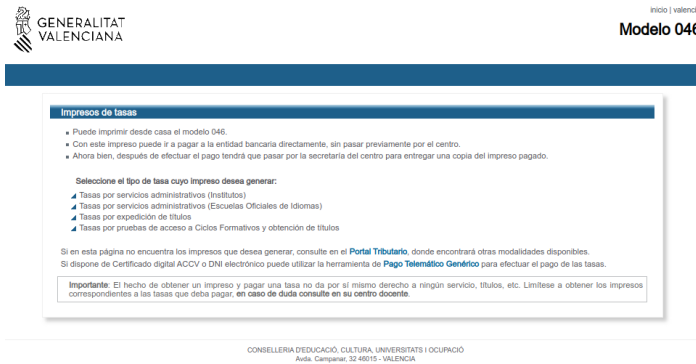 inicio | valenci
GENERALITAT
VALENCIANA
Modelo 046
Impresos de tasas
Puede imprimir desde casa el modelo 046.
Con este impreso puede ir a pagar a la entidad bancaria directamente, sin pasar previamente por el centro.
Ahora bien, después de efectuar el pago tendrá que pasar por la secretaría del centro para entregar una copia del impreso pagado.
Seleccione el tipo de tasa cuyo impreso desea generar:
Tasas por servicios administrativos (Institutos)
Tasas por servicios administrativos (Escuelas Oficiales de Idiomas)
Tasas por expedición de títulos
Tasas por pruebas de acceso a Ciclos Formativos y obtención de títulos
Si en esta página no encuentra los impresos que desea generar, consulte en el Portal Tributario, donde encontrará otras modalidades disponibles.
Si dispone de Certificado digital ACCV o DNI electrónico puede utilizar la herramienta de Pago Telemático Genérico para efectuar el pago de las tasas.
Importante: El hecho de obtener un impreso y pagar una tasa no da por sí mismo derecho a ningún servicio, títulos, etc. Limítese a obtener los impresos
correspondientes a las tasas que deba pagar, en caso de duda consulte en su centro docente.
CONSELLERIA D'EDUCACIÓ, CULTURA, UNIVERSITATS I OCUPACIÓ
Avda. Campanar, 32 46015 - VALENCIA